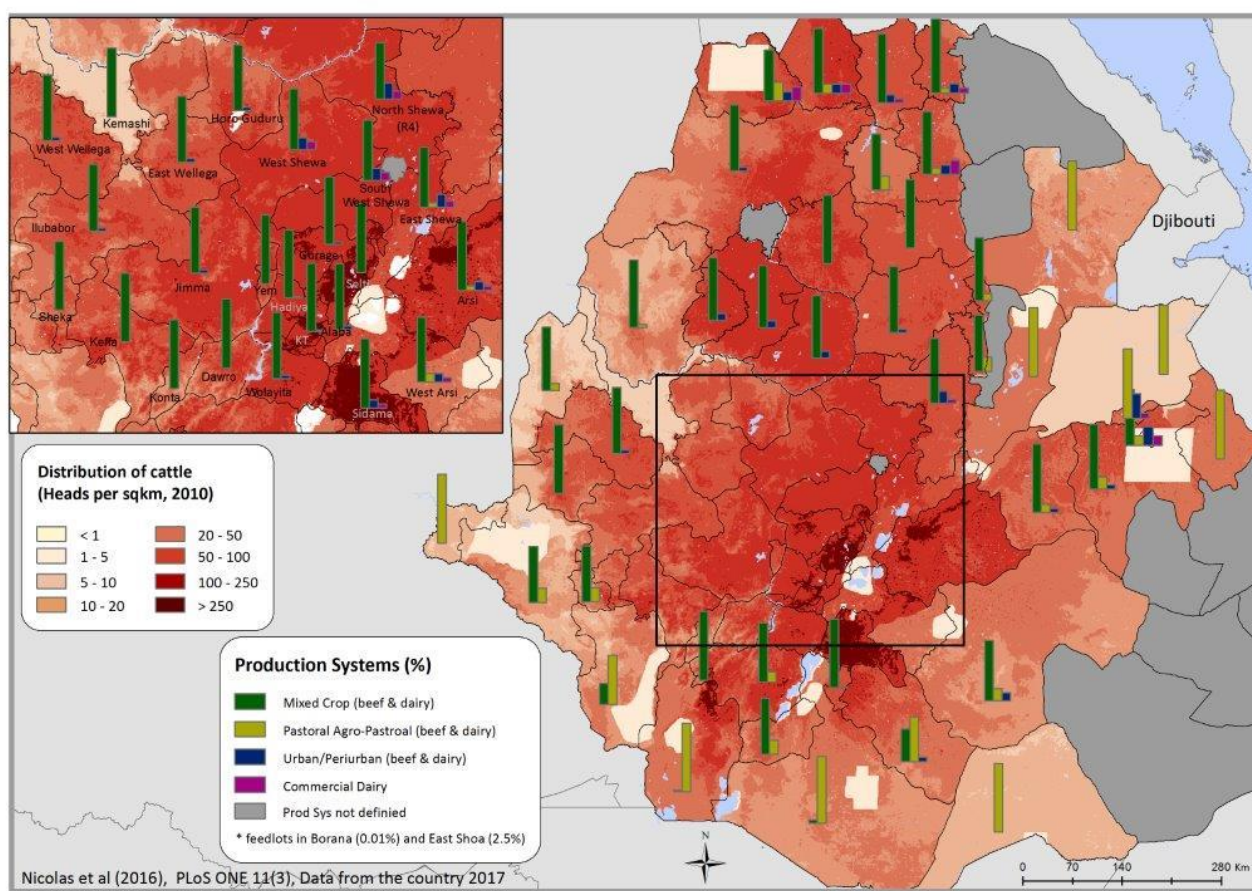 North Shewa
(R4)
Kemashi
Horo Guduru
West Wellega
West Shewa
East Wellega
South
West Shewa
East Shewa
Ilubabor
Gurage
Jimma
Yem
Selti
Arsi
Hadiya
Sheka
Alaba
Keffa
KT
Dawro
Konta
Wolayita
West Arsi
Sidama
Djibouti
Distribution of cattle
(Heads per sqkm, 2010)
< 1
20 - 50
1 - 5
50 - 100
5 - 10
100 - 250
10 - 20
> 250
Production Systems (%)
Mixed Crop (beef & dairy)
Pastoral Agro-Pastroal (beef & dairy)
Urban/Periurban (beef & dairy)
Commercial Dairy
Prod Sys not definied
* feedlots in Borana (0.01%) and East Shoa (2.5%)
N
0 70 140 280 Km
Nicolas et al (2016), PLoS ONE 11(3), Data from the country 2017